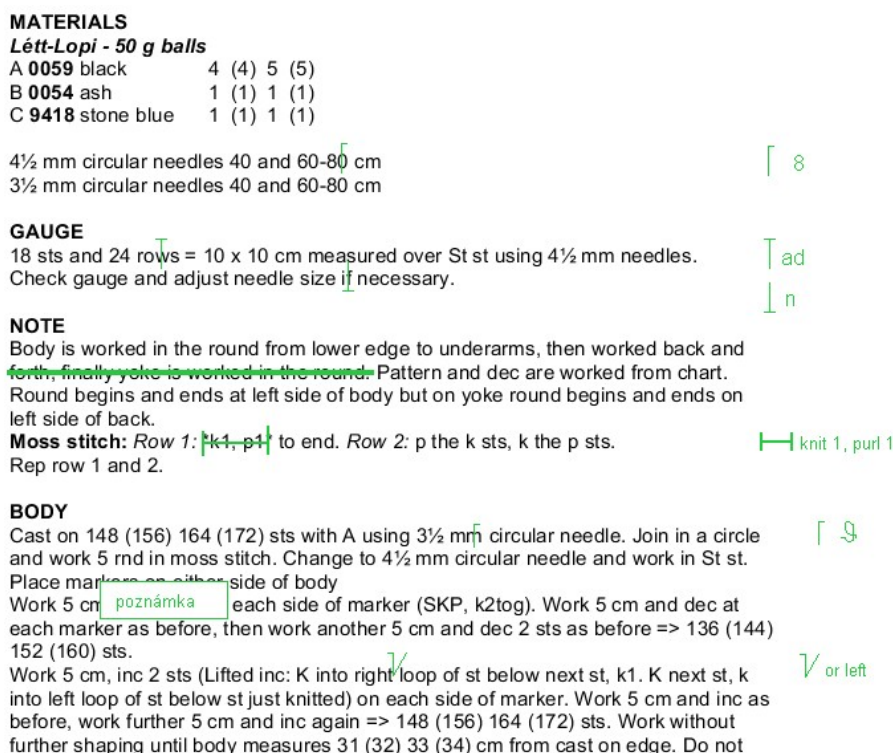 MATERIALS
Létt-Lopi - 50 g balls
A 0059 black 4 (4) 5 (5)
B 0054 ash 1 (1) 1 (1)
C 9418 stone blue 1 (1) 1 (1)
4½ mm circular needles 40 and 60-80 cm 8
3½ mm circular needles 40 and 60-80 cm
GAUGE
18 sts and 24 rows = 10 x 10 cm measured over St st using 4½ mm needles. ad
Check gauge and adjust needle size if necessary. n
NOTE
Body is worked in the round from lower edge to underarms, then worked back and
forth, finally yoke is worked in the round. Pattern and dec are worked from chart.
Round begins and ends at left side of body but on yoke round begins and ends on
left side of back.
Moss stitch: Row 1: *k1, p1* to end. Row 2: p the k sts, k the p sts. knit 1, purl 1
Rep row 1 and 2.
BODY
Cast on 148 (156) 164 (172) sts with A using 3½ mm circular needle. Join in a circle
and work 5 rnd in moss stitch. Change to 4½ mm circular needle and work in St st.
Place markers on either side of body
Work 5 cm poznámka each side of marker (SKP, k2tog). Work 5 cm and dec at
each marker as before, then work another 5 cm and dec 2 sts as before => 136 (144)
152 (160) sts.
Work 5 cm, inc 2 sts (Lifted inc: K into right loop of st below next st, k1. K next st, k or left
into left loop of st below st just knitted) on each side of marker. Work 5 cm and inc as
before, work further 5 cm and inc again => 148 (156) 164 (172) sts. Work without
further shaping until body measures 31 (32) 33 (34) cm from cast on edge. Do not